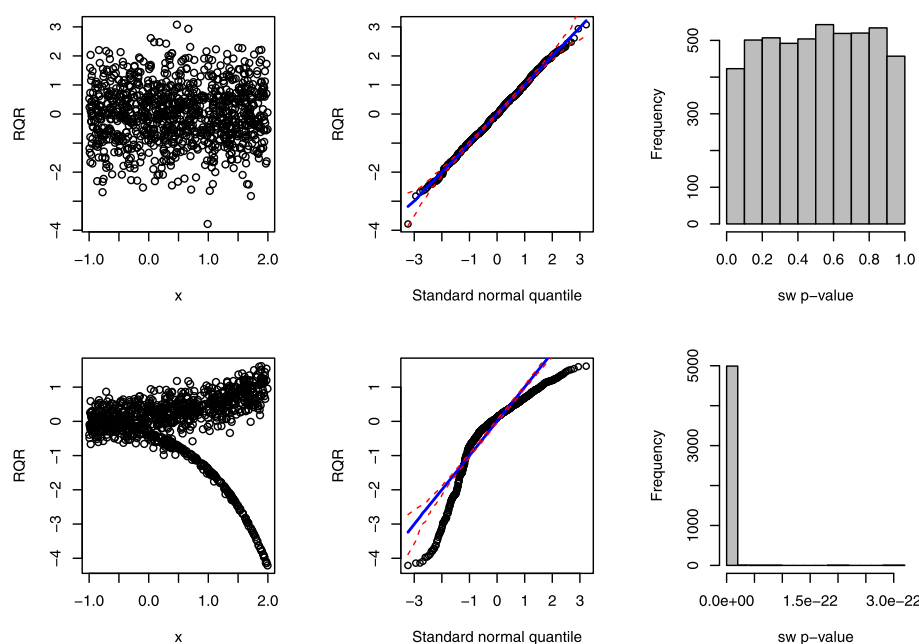 RQR
3
2
1
0
−2
−4
−1.0 0.0 1.0 2.0
x
RQR
3
2
1
0
−2
−4
−3 −1 0 1 2 3
Standard normal quantile
Frequency
500
300
100
0
0.0 0.2 0.4 0.6 0.8 1.0
sw p−value
RQR
1
0
−1
−2
−3
−4
−1.0 0.0 1.0 2.0
x
RQR
1
0
−1
−2
−3
−4
−3 −1 0 1 2 3
Standard normal quantile
Frequency
5000
3000
1000
0
0.0e+00 1.5e−22 3.0e−22
sw p−value